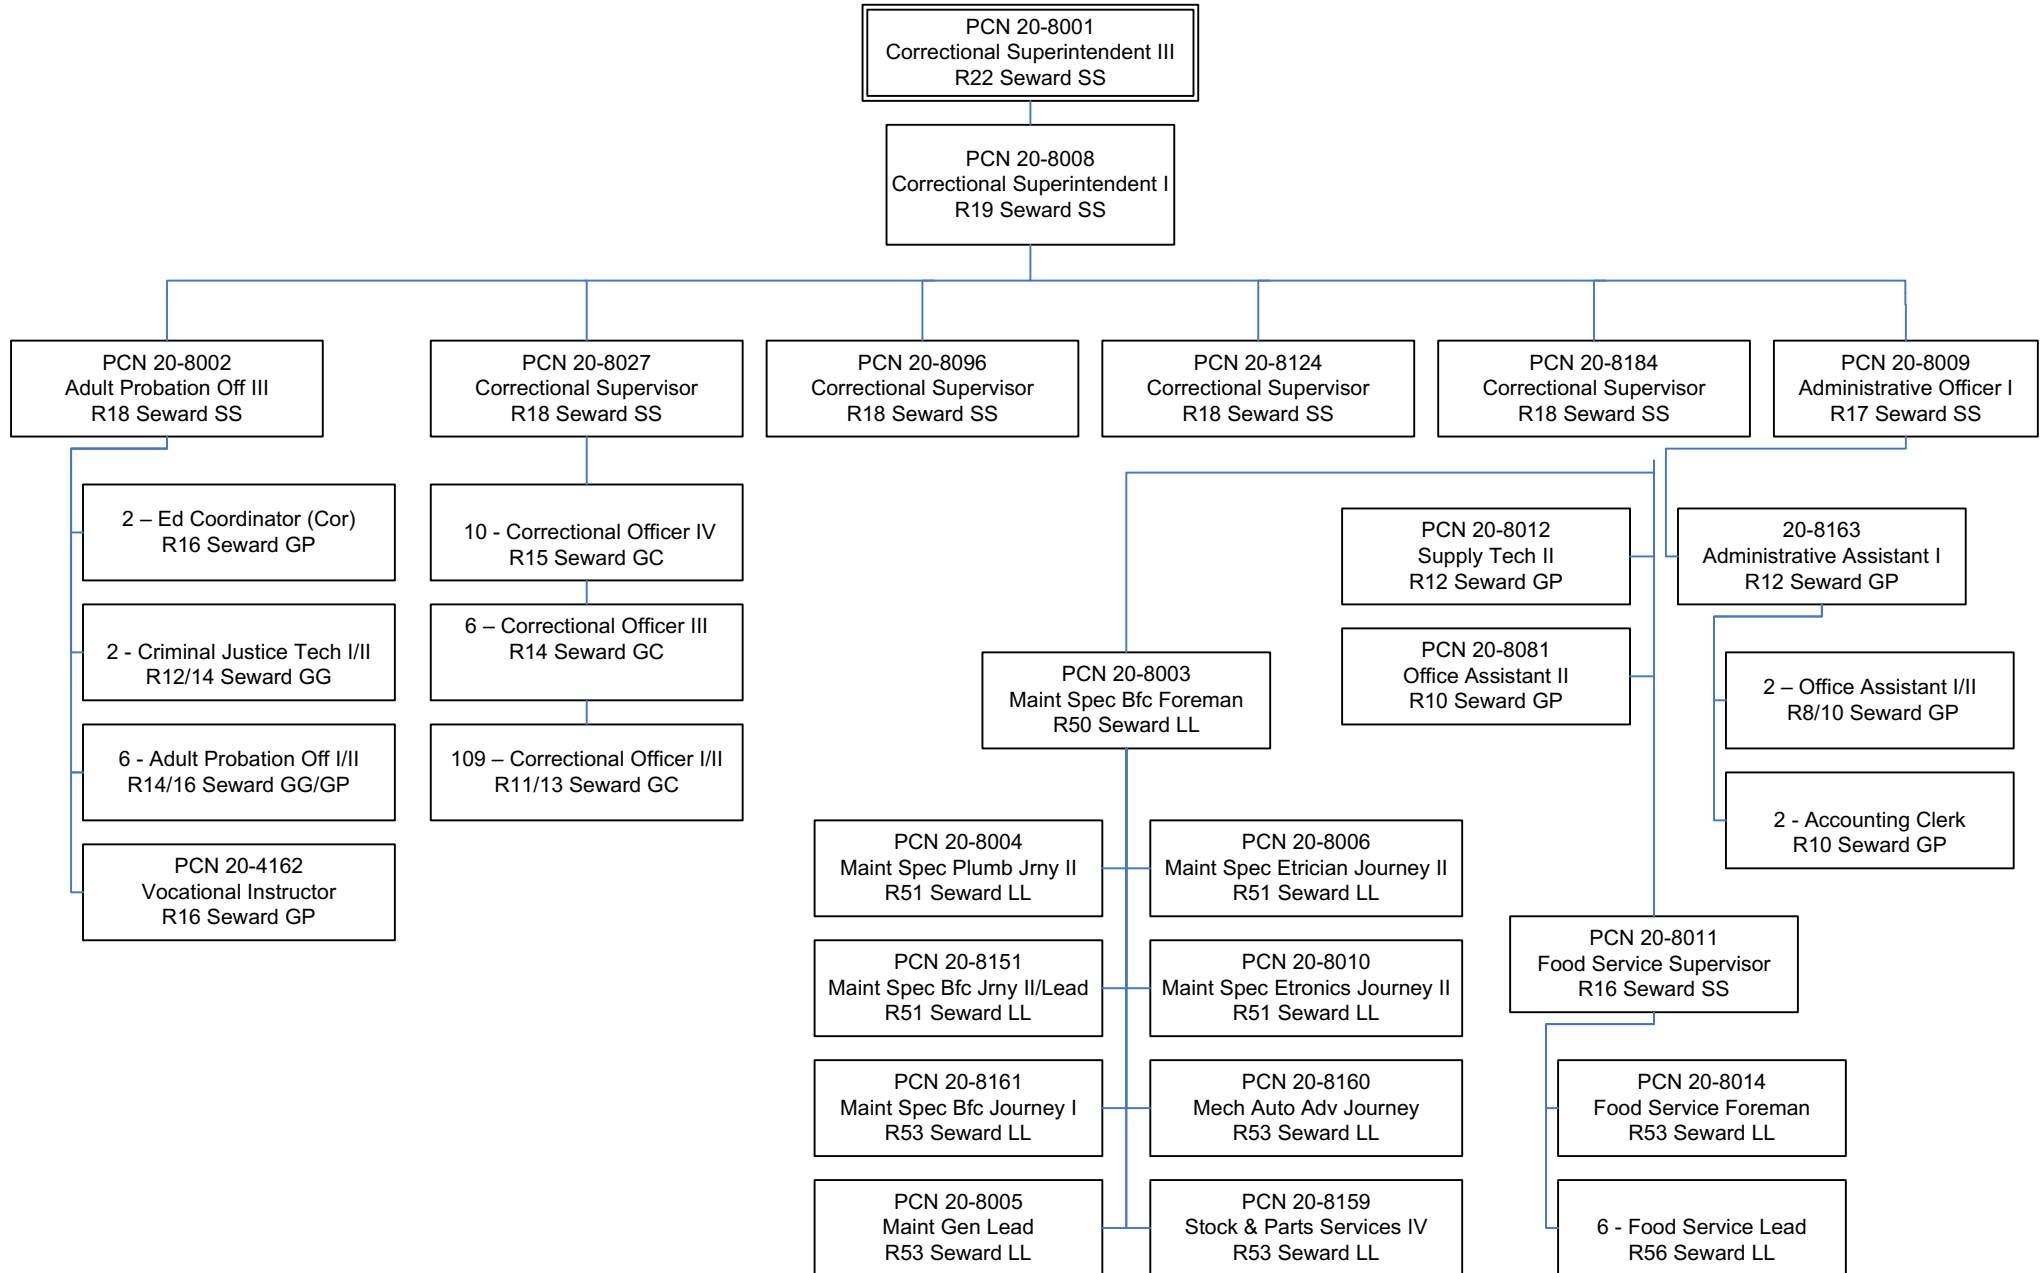 PCN 20-8001
Correctional Superintendent III
R22 Seward SS
PCN 20-8008
Correctional Superintendent I
R19 Seward SS
PCN 20-8002
Adult Probation Off III
R18 Seward SS
PCN 20-8027
Correctional Supervisor
R18 Seward SS
PCN 20-8096
Correctional Supervisor
R18 Seward SS
PCN 20-8124
Correctional Supervisor
R18 Seward SS
PCN 20-8184
Correctional Supervisor
R18 Seward SS
PCN 20-8009
Administrative Officer I
R17 Seward SS
2 – Ed Coordinator (Cor)
R16 Seward GP
2 - Criminal Justice Tech I/II
R12/14 Seward GG
6 - Adult Probation Off I/II
R14/16 Seward GG/GP
PCN 20-4162
Vocational Instructor
R16 Seward GP
10 - Correctional Officer IV
R15 Seward GC
6 – Correctional Officer III
R14 Seward GC
109 – Correctional Officer I/II
R11/13 Seward GC
PCN 20-8003
Maint Spec Bfc Foreman
R50 Seward LL
PCN 20-8004
Maint Spec Plumb Jrny II
R51 Seward LL
PCN 20-8006
Maint Spec Etrician Journey II
R51 Seward LL
PCN 20-8151
Maint Spec Bfc Jrny II/Lead
R51 Seward LL
PCN 20-8010
Maint Spec Etronics Journey II
R51 Seward LL
PCN 20-8161
Maint Spec Bfc Journey I
R53 Seward LL
PCN 20-8160
Mech Auto Adv Journey
R53 Seward LL
PCN 20-8005
Maint Gen Lead
R53 Seward LL
PCN 20-8159
Stock & Parts Services IV
R53 Seward LL
PCN 20-8012
Supply Tech II
R12 Seward GP
PCN 20-8081
Office Assistant II
R10 Seward GP
20-8163
Administrative Assistant I
R12 Seward GP
2 – Office Assistant I/II
R8/10 Seward GP
2 - Accounting Clerk
R10 Seward GP
PCN 20-8011
Food Service Supervisor
R16 Seward SS
PCN 20-8014
Food Service Foreman
R53 Seward LL
6 - Food Service Lead
R56 Seward LL